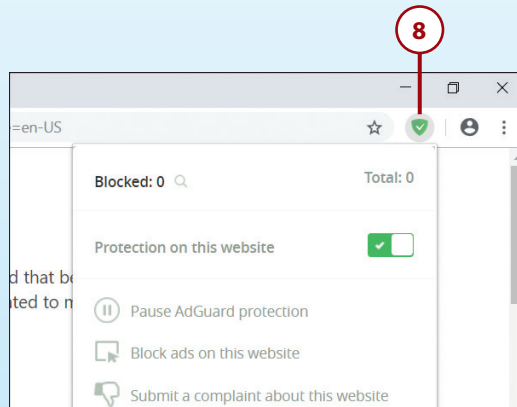 8
=en-US
Blocked: 0
Total: 0
Protection on this website
d that be
ted to m
Pause AdGuard protection
Block ads on this website
Submit a complaint about this website